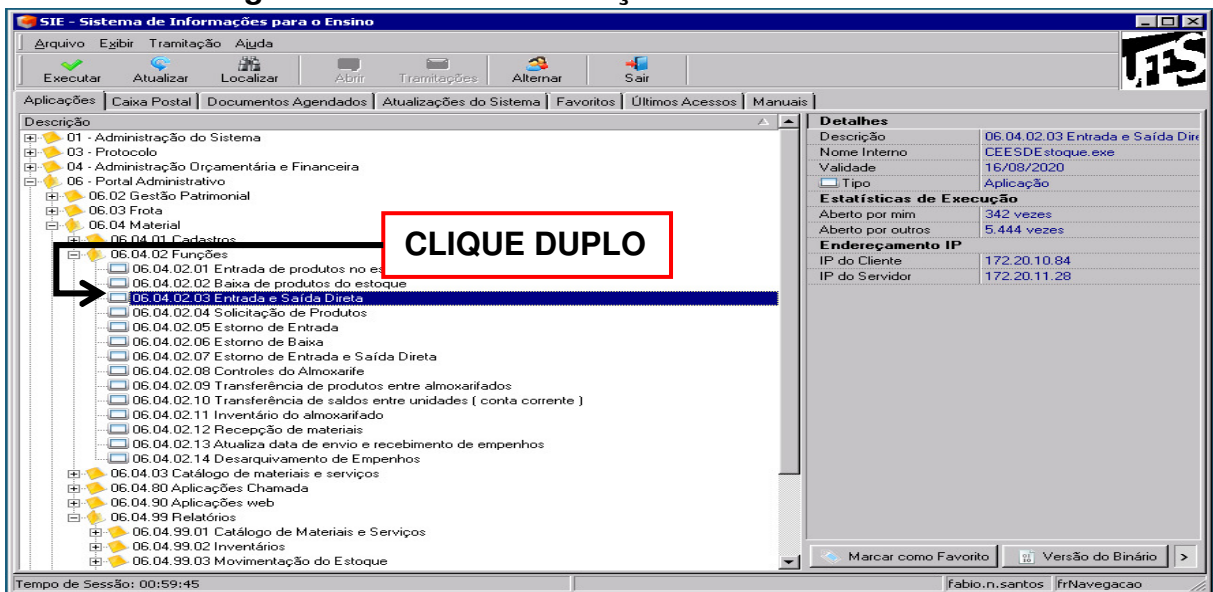 SIE - Sistema de Informações para o Ensino
Arquivo Exibir Tramitação Ajuda
Executar Atualizar Localizar Abrir Tramitações Alternar Sair
UFS
Aplicações Caixa Postal Documentos Agendados Atualizações do Sistema Favoritos Últimos Acessos Manuais
Descrição
01 - Administração do Sistema
03 - Protocolo
04 - Administração Orçamentária e Financeira
06 - Portal Administrativo
06.02 Gestão Patrimonial
06.03 Frota
06.04 Material
06.04.01 Cadastros
06.04.02 Funções
06.04.02.01 Entrada de produtos no es
06.04.02.02 Baixa de produtos do estoque
06.04.02.03 Entrada e Saída Direta
06.04.02.04 Solicitação de Produtos
06.04.02.05 Estorno de Entrada
06.04.02.06 Estorno de Baixa
06.04.02.07 Estorno de Entrada e Saída Direta
06.04.02.08 Controles do Almoxarife
06.04.02.09 Transferência de produtos entre almoxarifados
06.04.02.10 Transferência de saldos entre unidades ( conta corrente )
06.04.02.11 Inventário do almoxarifado
06.04.02.12 Recepção de materiais
06.04.02.13 Atualiza data de envio e recebimento de empenhos
06.04.02.14 Desarquivamento de Empenhos
06.04.03 Catálogo de materiais e serviços
06.04.80 Aplicações Chamada
06.04.90 Aplicações web
06.04.99 Relatórios
06.04.99.01 Catálogo de Materiais e Serviços
06.04.99.02 Inventários
06.04.99.03 Movimentação do Estoque
CLIQUE DUPLO
Detalhes
Descrição 06.04.02.03 Entrada e Saída Dire
Nome Interno CEESDEstoque.exe
Validade 16/08/2020
Tipo Aplicação
Estatísticas de Execução
Aberto por mim 342 vezes
Aberto por outros 5.444 vezes
Endereçamento IP
IP do Cliente 172.20.10.84
IP do Servidor 172.20.11.28
Marcar como Favorito Versão do Binário >
Tempo de Sessão: 00:59:45 fabio.n.santos frNavegacao